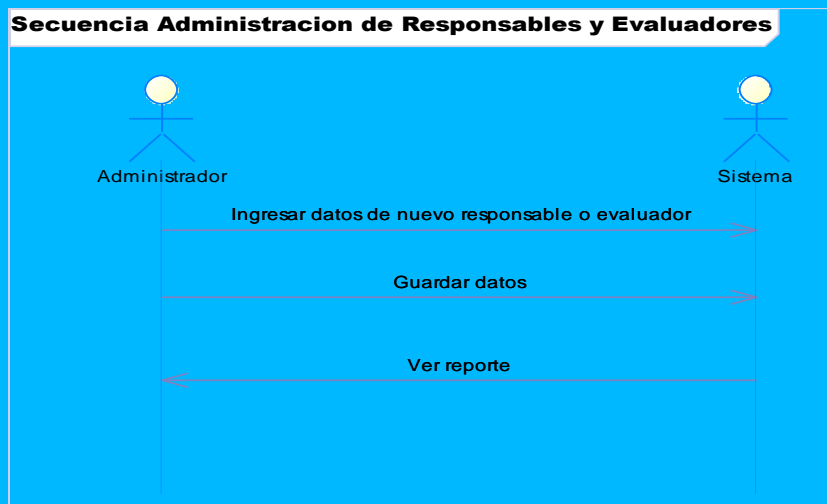 Secuencia Administracion de Responsables y Evaluadores
Administrador
Sistema
Ingresar datos de nuevo responsable o evaluador
Guardar datos
Ver reporte